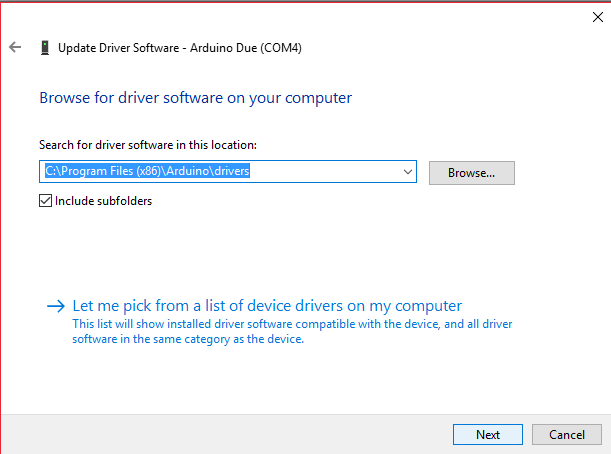 Update Driver Software - Arduino Due (COM4)
Browse for driver software on your computer
Search for driver software in this location:
C:\Program Files (x86)\Arduino\drivers
Browse...
Include subfolders
Let me pick from a list of device drivers on my computer
This list will show installed driver software compatible with the device, and all driver
software in the same category as the device.
Next
Cancel